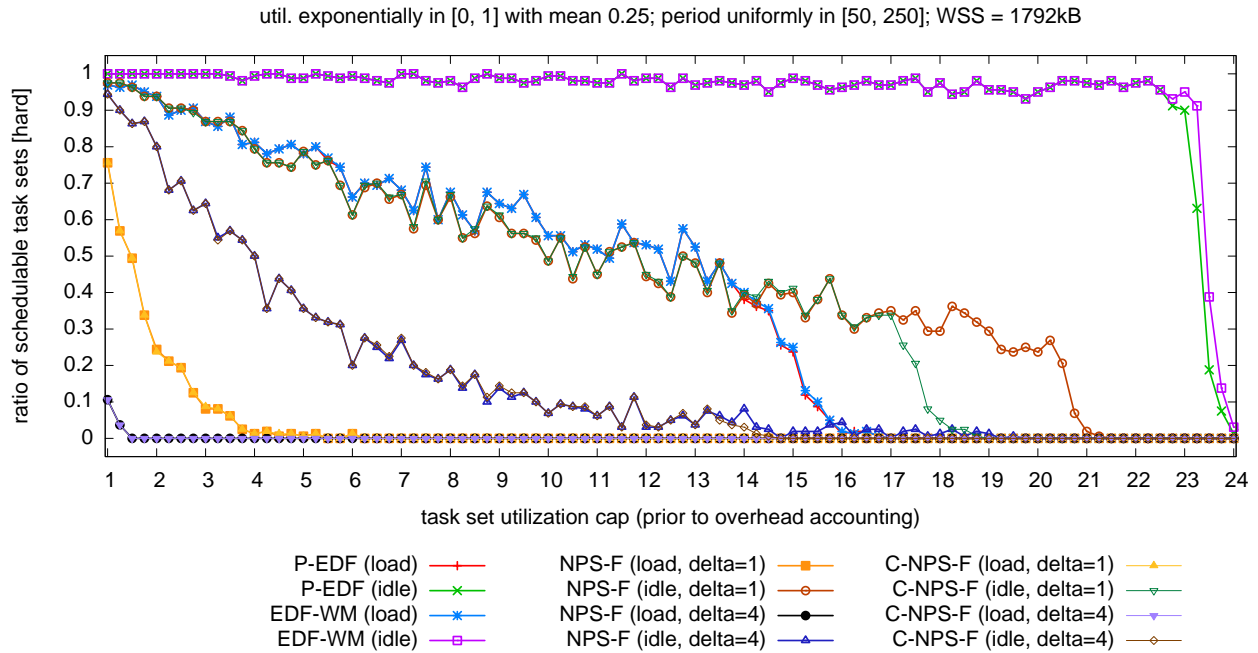 util. exponentially in [0, 1] with mean 0.25; period uniformly in [50, 250]; WSS = 1792kB
ratio of schedulable task sets [hard]
1
0.9
0.8
0.7
0.6
0.5
0.4
0.3
0.2
0.1
0
1 2 3 4 5 6 7 8 9 10 11 12 13 14 15 16 17 18 19 20 21 22 23 24
task set utilization cap (prior to overhead accounting)
P-EDF (load) NPS-F (load, delta=1) C-NPS-F (load, delta=1)
P-EDF (idle) NPS-F (idle, delta=1) C-NPS-F (idle, delta=1)
EDF-WM (load) NPS-F (load, delta=4) C-NPS-F (load, delta=4)
EDF-WM (idle) NPS-F (idle, delta=4) C-NPS-F (idle, delta=4)